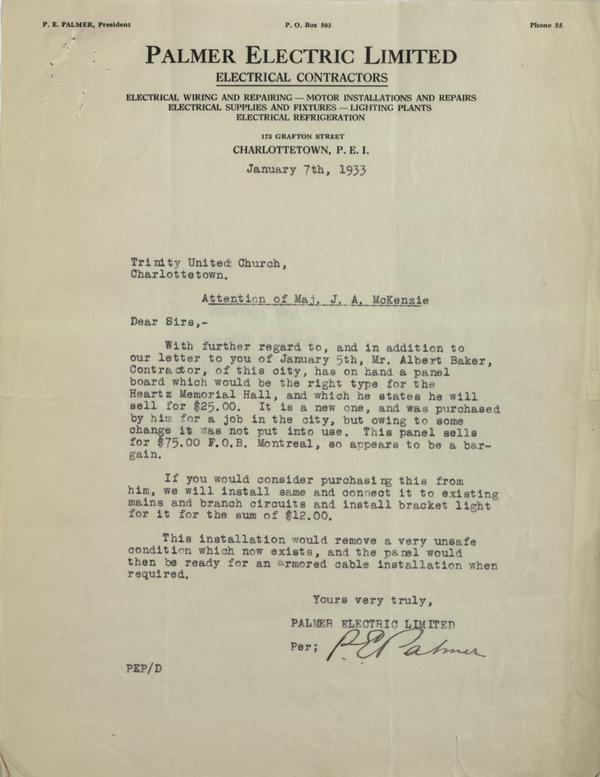 P. E. PALMER, President P. O. Box 503 Phone 55
PALMER ELECTRIC LIMITED
ELECTRICAL CONTRACTORS
ELECTRICAL WIRING AND REPAIRING — MOTOR INSTALLATIONS AND REPAIRS
ELECTRICAL SUPPLIES AND FIXTURES — LIGHTING PLANTS
ELECTRICAL REFRIGERATION
173 GRAFTON STREET
CHARLOTTETOWN, P. E. I.
January 7th, 1933
Trinity United Church,
Charlottetown.
Attention of Maj. J. A. McKenzie
Dear Sirs,-
With further regard to, and in addition to
our letter to you of January 5th, Mr. Albert Baker,
Contractor, of this city, has on hand a panel
board which would be the right type for the
Heartz Memorial Hall, and which he states he will
sell for $25.00. It is a new one, and was purchased
by him for a job in the city, but owing to some
change it was not put into use. This panel sells
for $75.00 F.O.B. Montreal, so appears to be a bar-
gain.
If you would consider purchasing this from
him, we will install same and connect it to existing
mains and branch circuits and install bracket light
for it for the sum of $12.00.
This installation would remove a very unsafe
condition which now exists, and the panel would
then be ready for an armored cable installation when
required.
Yours very truly,
PALMER ELECTRIC LIMITED
Per; P. E. Palmer
PEP/D